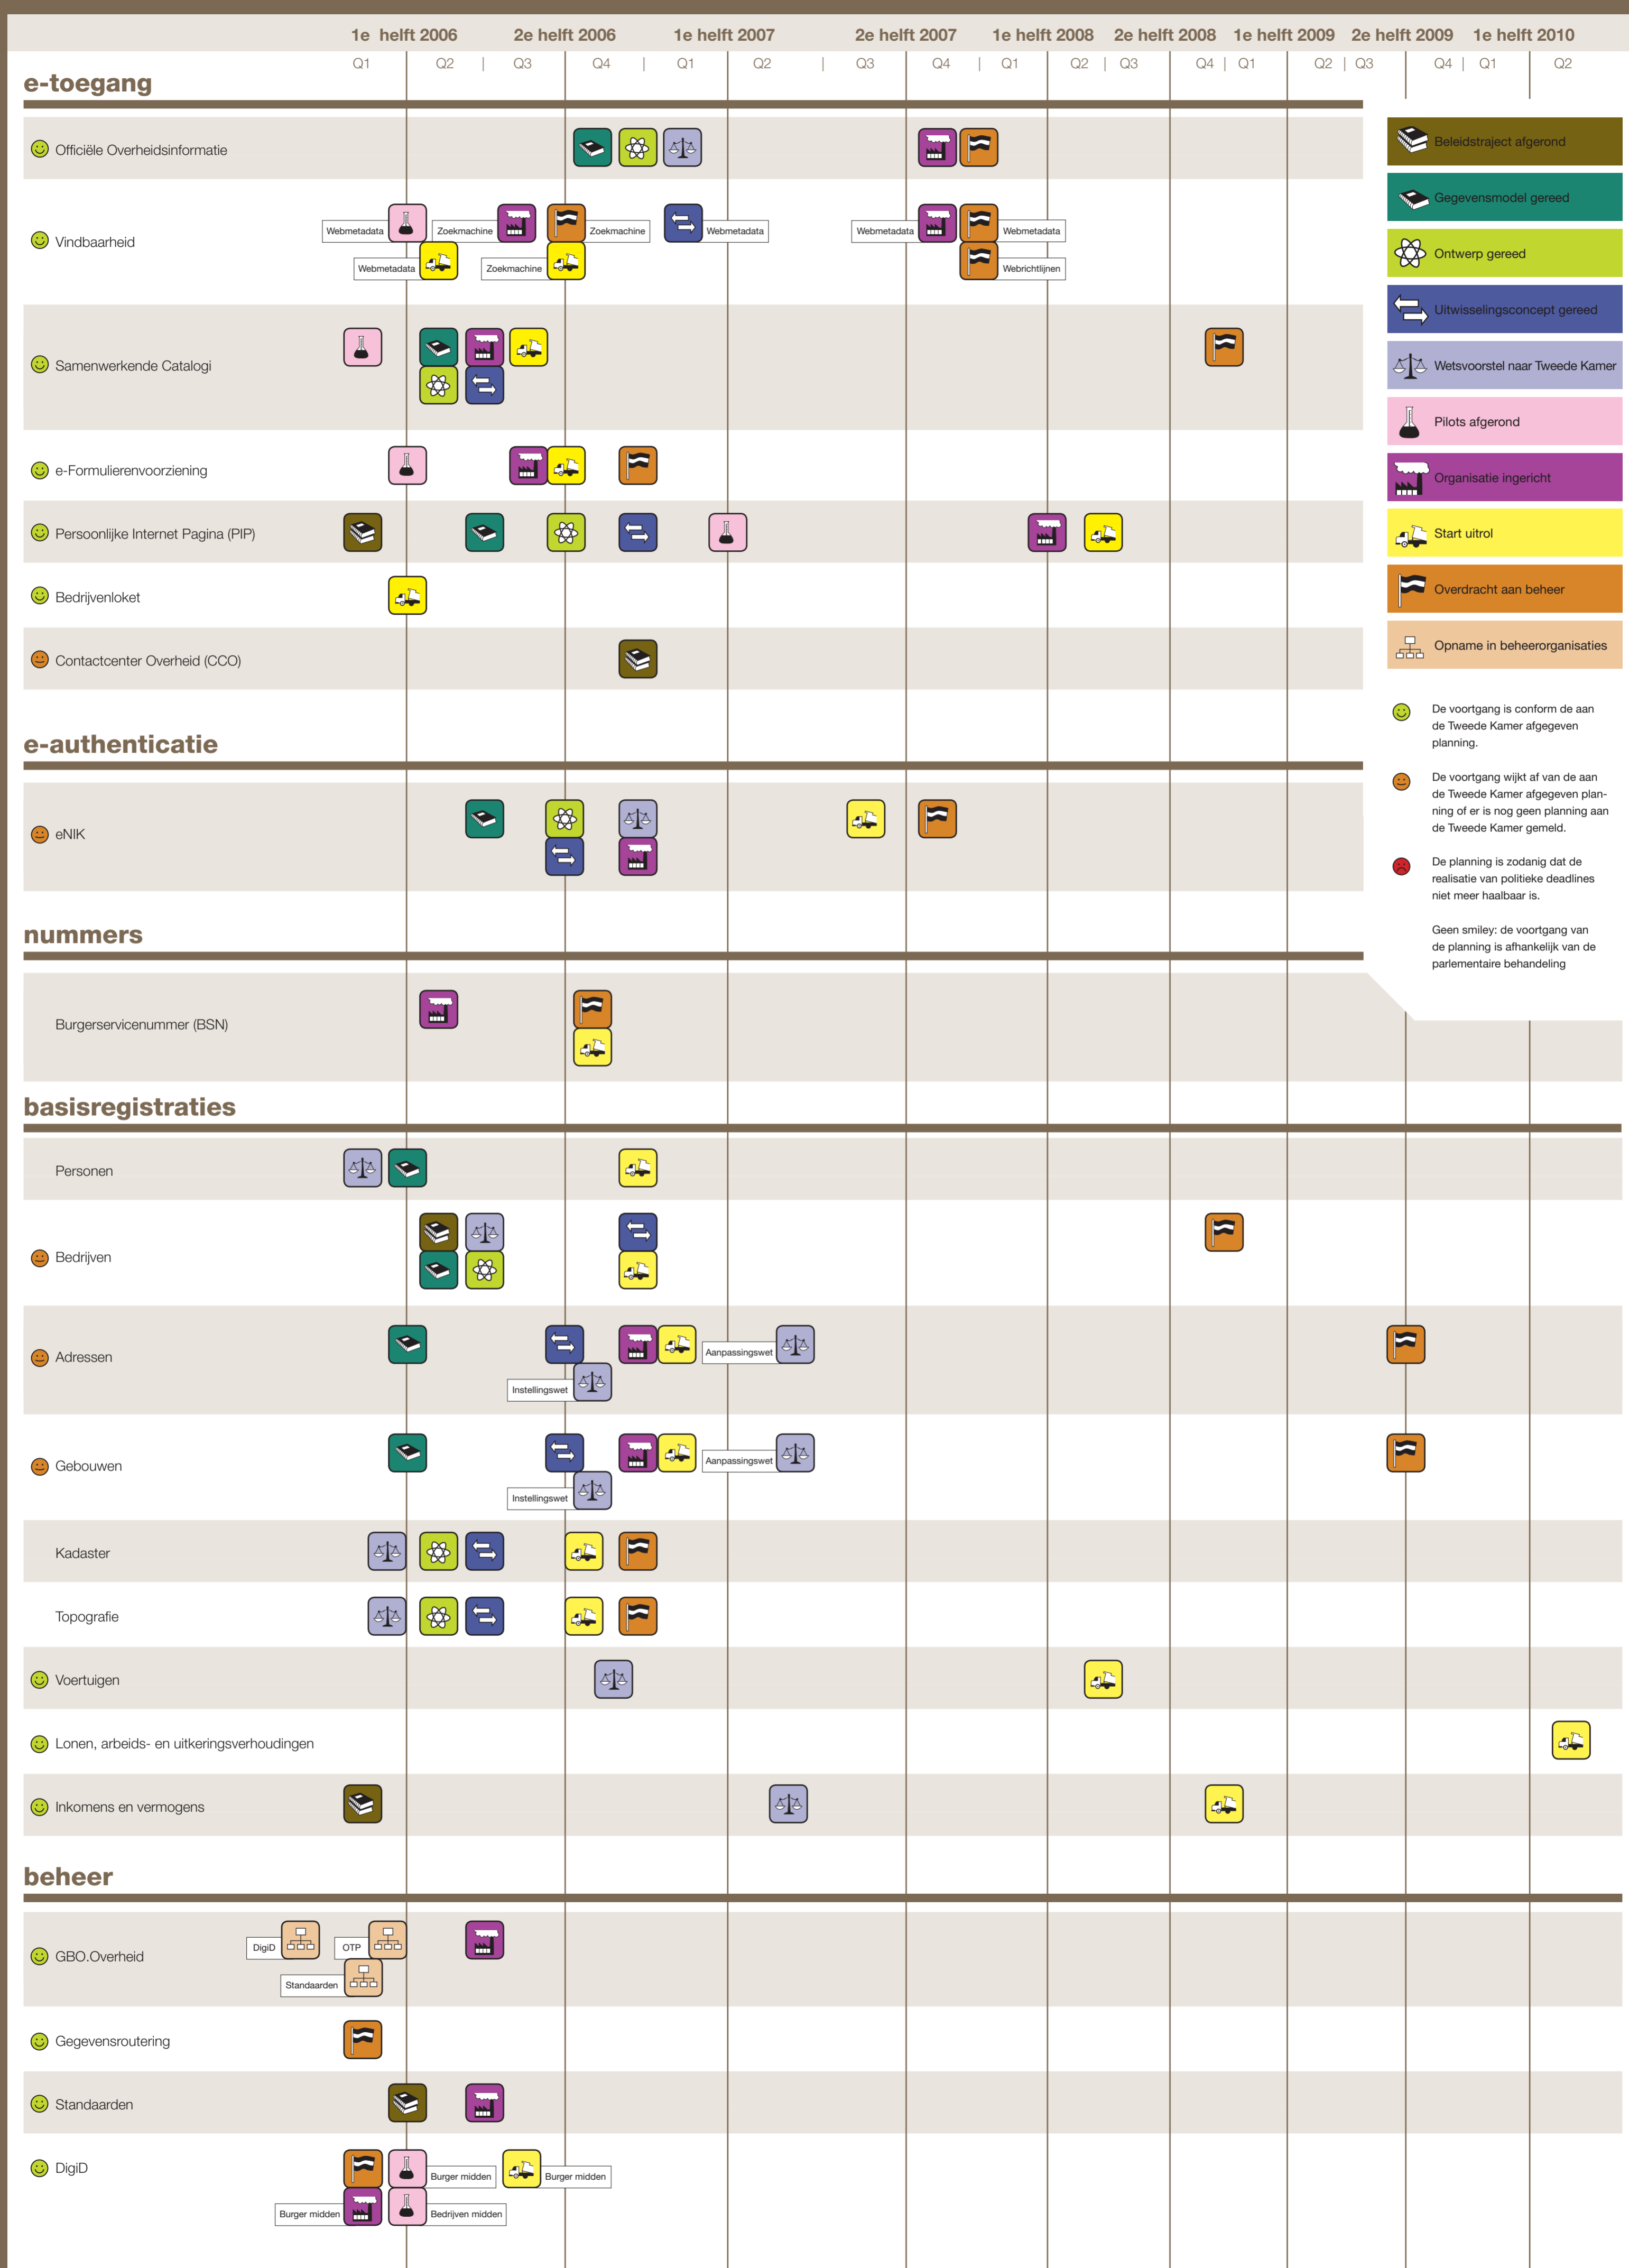 1e helft 2006 2e helft 2006 1e helft 2007 2e helft 2007 1e helft 2008 2e helft 2008 1e helft 2009 2e helft 2009 1e helft 2010
Q1 Q2 | Q3 Q4 | Q1 Q2 | Q3 Q4 | Q1 Q2 | Q3 Q4 | Q1 Q2 | Q3 Q4 | Q1 Q2
e-toegang
Officiële Overheidsinformatie
Vindbaarheid
Webmetadata Zoekmachine Zoekmachine Webmetadata Webmetadata Webmetadata
Webmetadata Zoekmachine Webrichtlijnen
Samenwerkende Catalogi
e-Formulierenvoorziening
Persoonlijke Internet Pagina (PIP)
Bedrijvenloket
Contactcenter Overheid (CCO)
Beleidstraject afgerond
Gegevensmodel gereed
Ontwerp gereed
Uitwisselingsconcept gereed
Wetsvoorstel naar Tweede Kamer
Pilots afgerond
Organisatie ingericht
Start uitrol
Overdracht aan beheer
Opname in beheerorganisaties
De voortgang is conform de aan
de Tweede Kamer afgegeven
planning.
De voortgang wijkt af van de aan
de Tweede Kamer afgegeven plan-
ning of er is nog geen planning aan
de Tweede Kamer gemeld.
De planning is zodanig dat de
realisatie van politieke deadlines
niet meer haalbaar is.
Geen smiley: de voortgang van
de planning is afhankelijk van de
parlementaire behandeling
e-authenticatie
eNIK
nummers
Burgerservicenummer (BSN)
basisregistraties
Personen
Bedrijven
Adressen
Aanpassingswet
Instellingswet
Gebouwen
Aanpassingswet
Instellingswet
Kadaster
Topografie
Voertuigen
Lonen, arbeids- en uitkeringsverhoudingen
Inkomens en vermogens
beheer
GBO.Overheid
DigiD OTP
Standaarden
Gegevensroutering
Standaarden
DigiD
Burger midden Burger midden
Burger midden Bedrijven midden